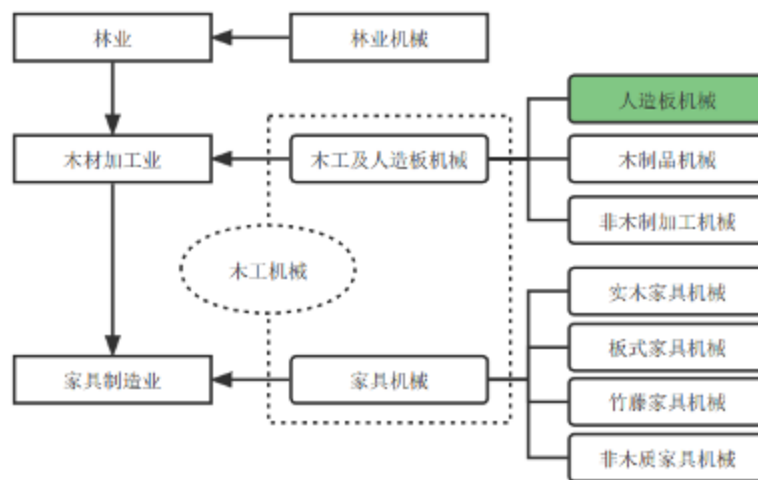 林业
林业机械
人造板机械
木材加工业
木工及人造板机械
木制品机械
非木制加工机械
木工机械
实木家具机械
板式家具机械
家具制造业
家具机械
竹藤家具机械
非木质家具机械